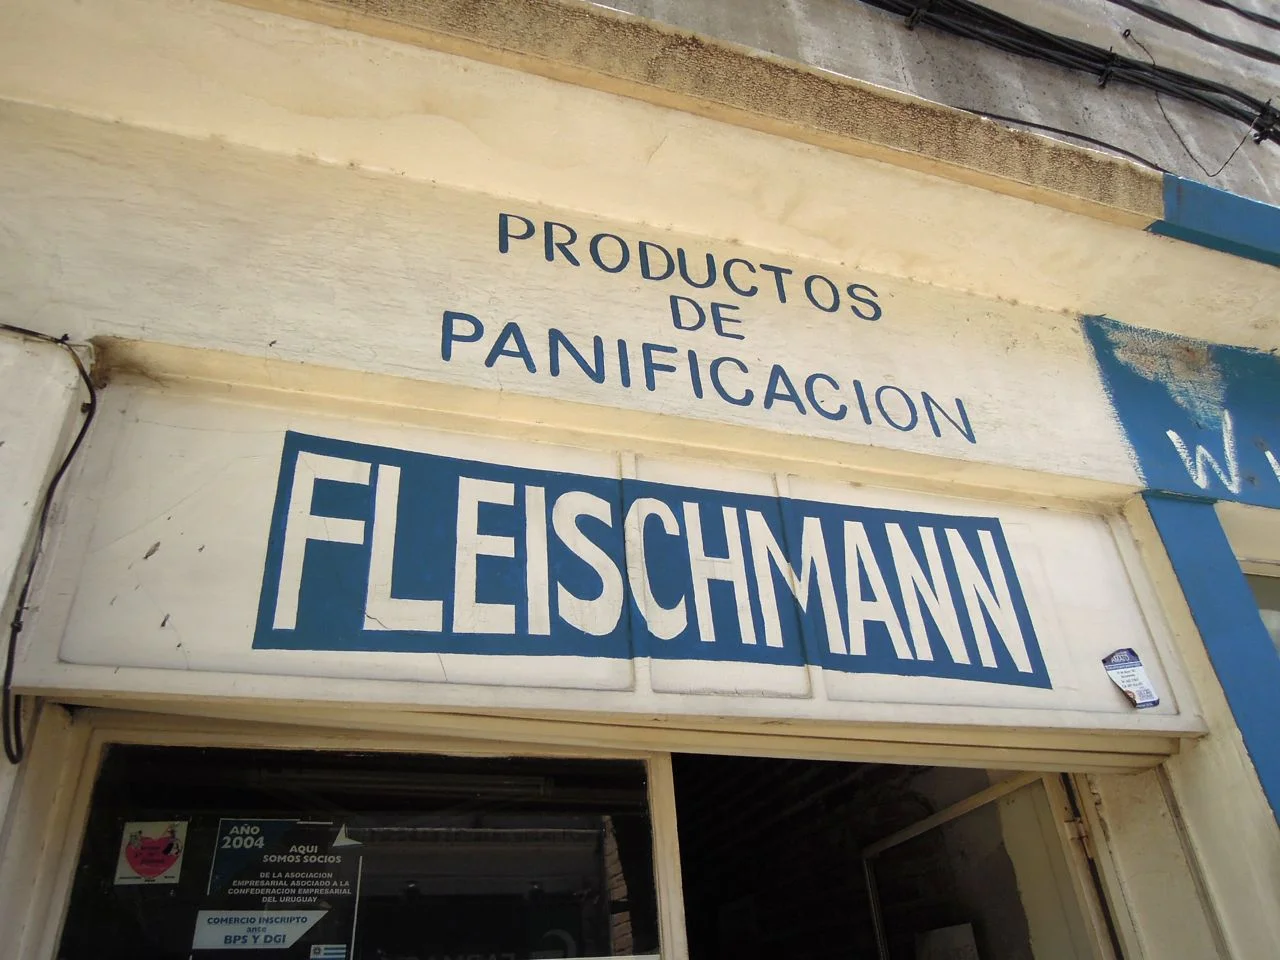 PRODUCTOS
DE
PANIFICACION
FLEISCHMANN
W
AMATO
AÑO
2004
AQUI
SOMOS SOCIOS
DE LA ASOCIACION
EMPRESARIAL ASOCIADO A LA
CONFEDERACION EMPRESARIAL
DEL URUGUAY
COMERCIO INSCRIPTO
ante
BPS Y DGI